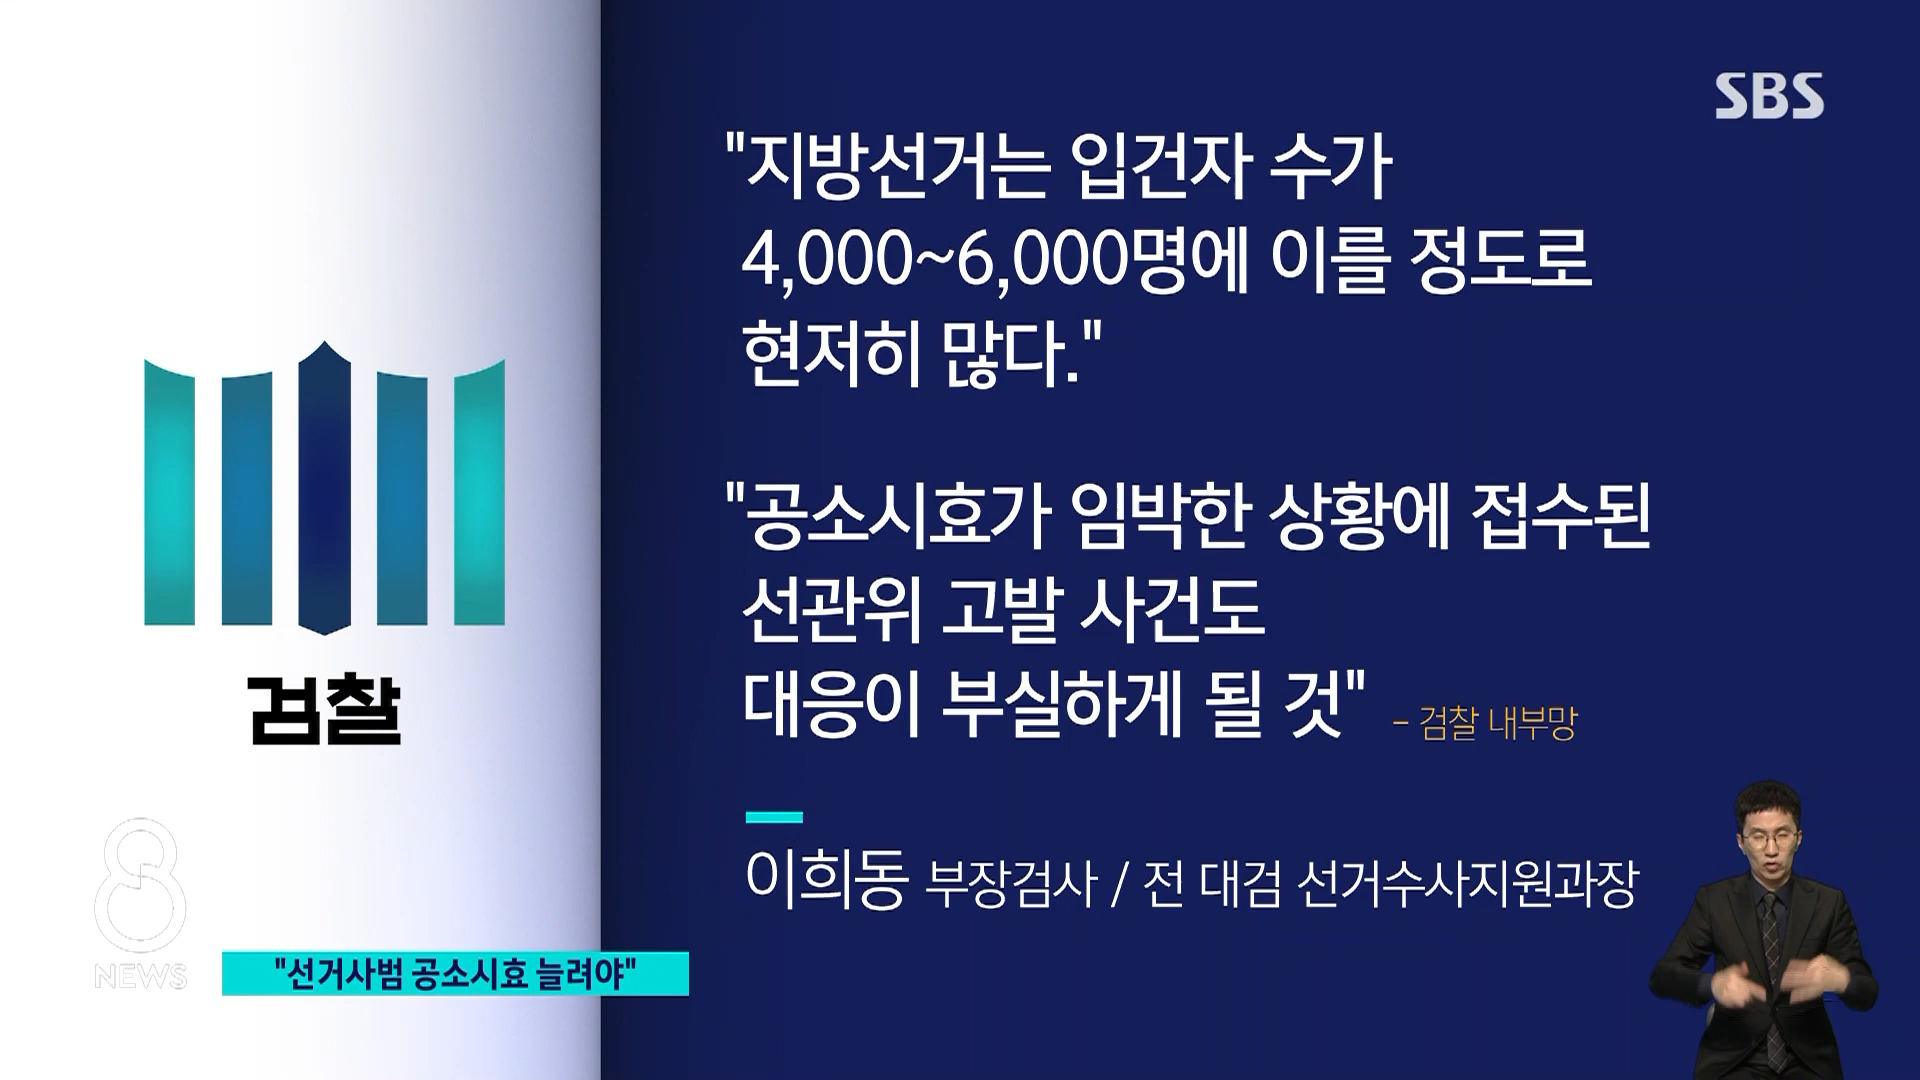 SBS
"지방선거는 입건자 수가
4,000~6,000명에 이를 정도로
현저히 많다."
"공소시효가 임박한 상황에 접수된
선관위 고발 사건도
대응이 부실하게 될 것" - 검찰 내부망
이희동 부장검사 / 전 대검 선거수사지원과장
검찰
8
NEWS
"선거사범 공소시효 늘려야"